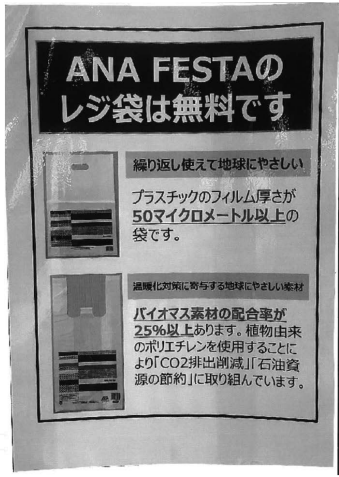 ANA FESTAの
レジ袋は無料です
繰り返し使えて地球にやさしい
プラスチックのフィルム厚さが
50マイクロメートル以上の
袋です。
温暖化対策に寄与する地球にやさしい素材
バイオマス素材の配合率が
25%以上あります。植物由来
のポリエチレンを使用することに
より「CO2排出削減」「石油資
源の節約」に取り組んでいます。